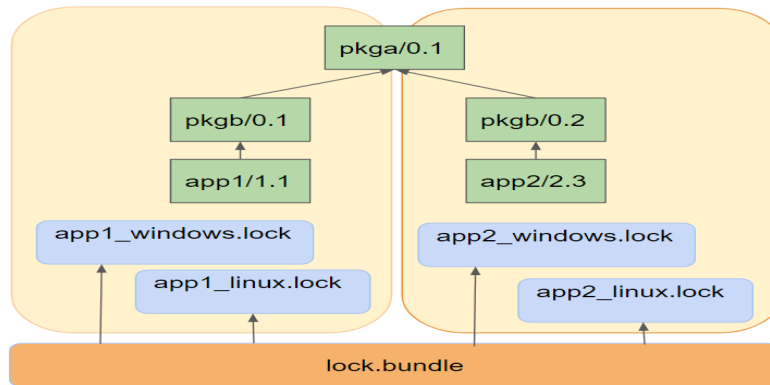 pkga/0.1
pkgb/0.1
pkgb/0.2
app1/1.1
app2/2.3
app1_windows.lock
app2_windows.lock
app1_linux.lock
app2_linux.lock
lock.bundle